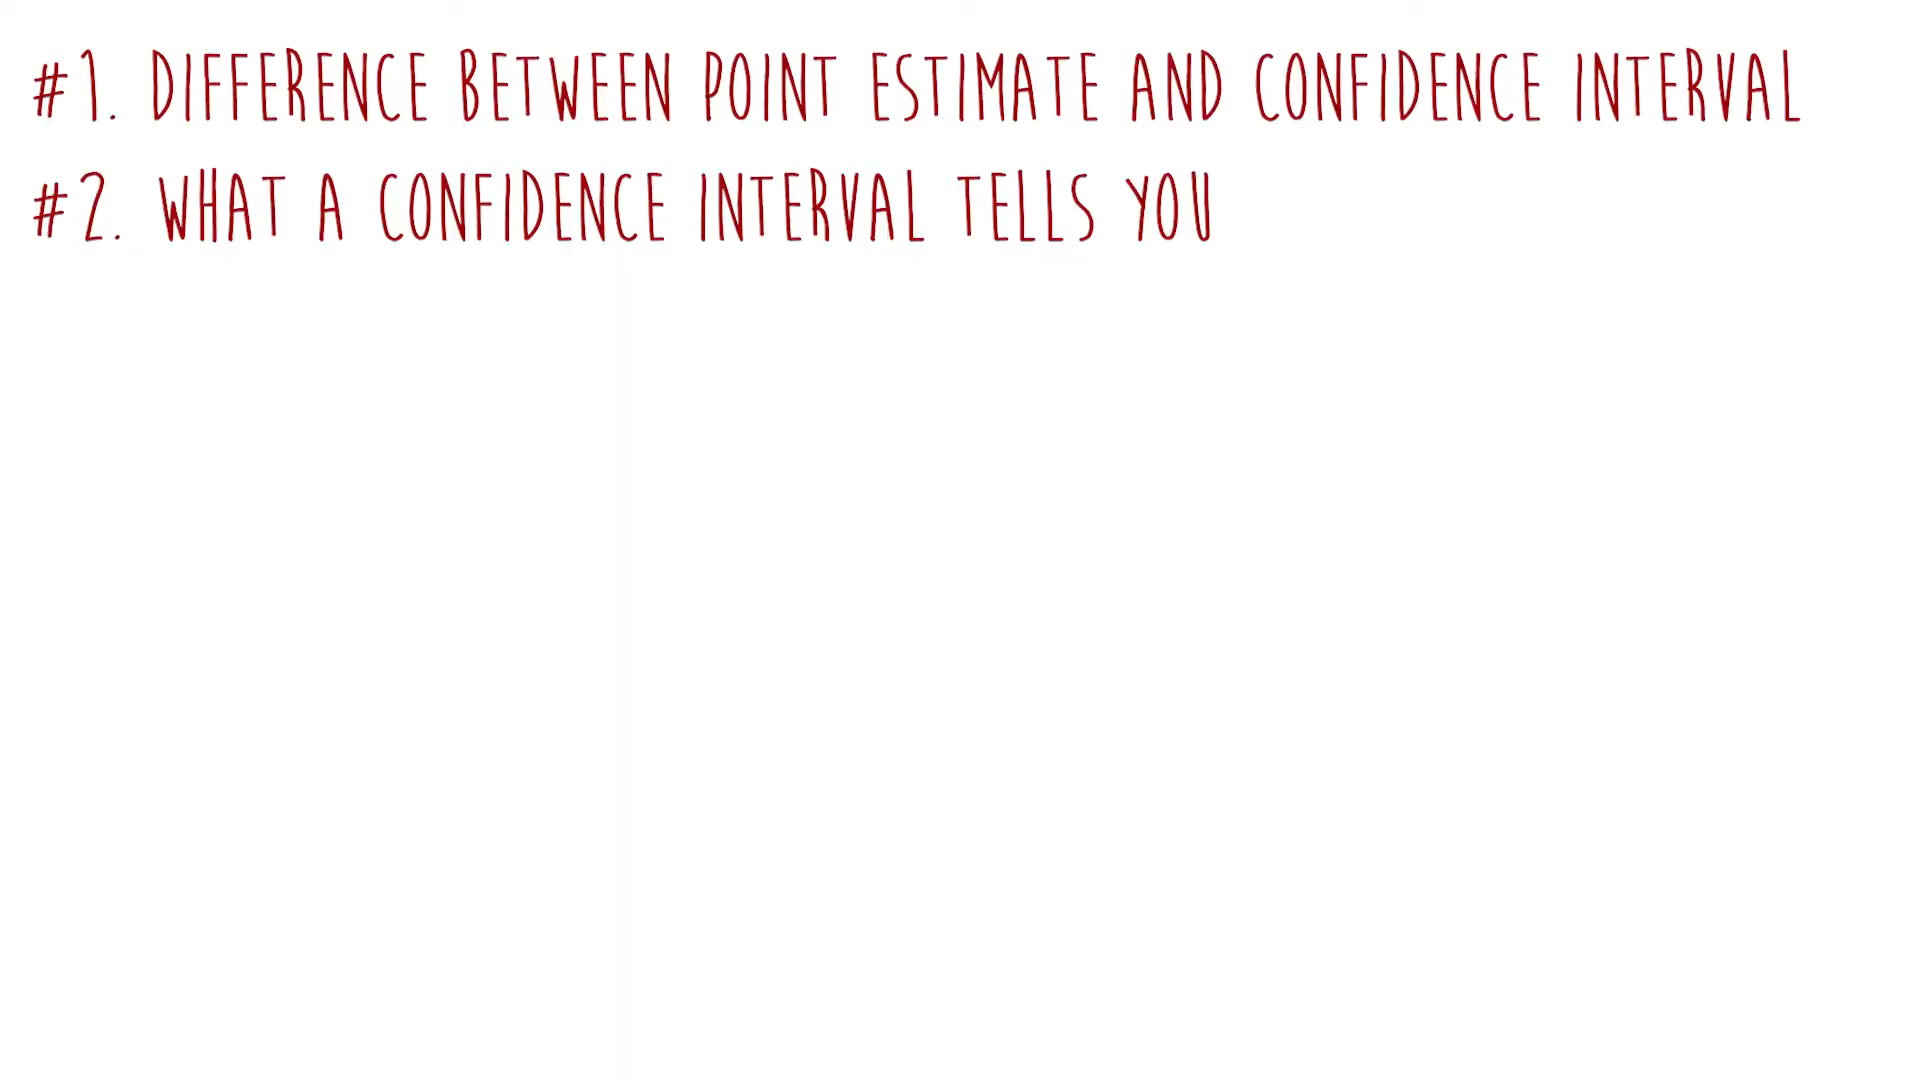 #1. DIFFERENCE BETWEEN POINT ESTIMATE AND CONFIDENCE INTERVAL
#2. WHAT A CONFIDENCE INTERVAL TELLS YOU